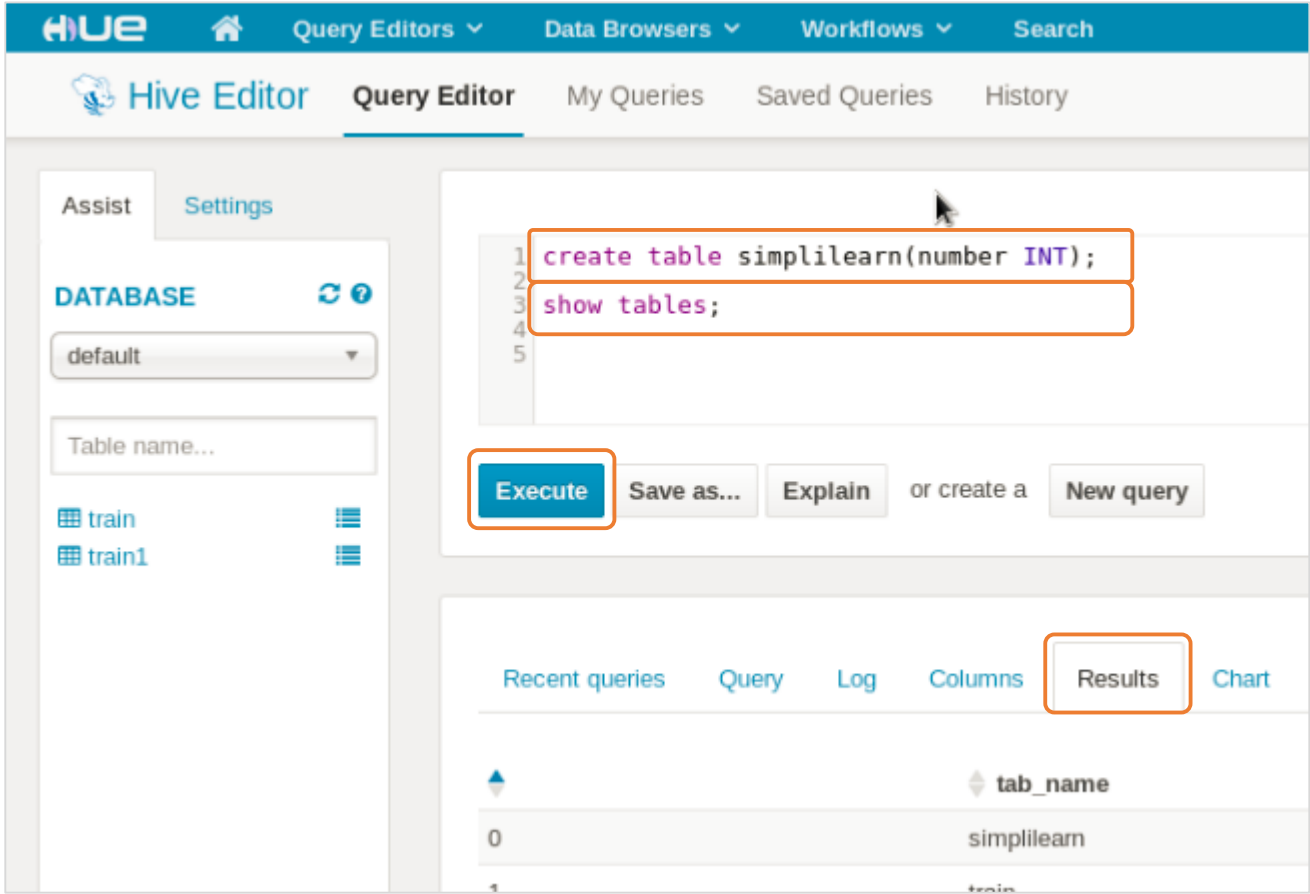 HUE Query Editors Data Browsers Workflows Search
Hive Editor Query Editor My Queries Saved Queries History
Assist Settings
DATABASE
default
Table name...
train
train1
1 create table simplilearn(number INT);
2
3 show tables;
4
5
Execute Save as... Explain or create a New query
Recent queries Query Log Columns Results Chart
tab_name
0 simplilearn
1 train